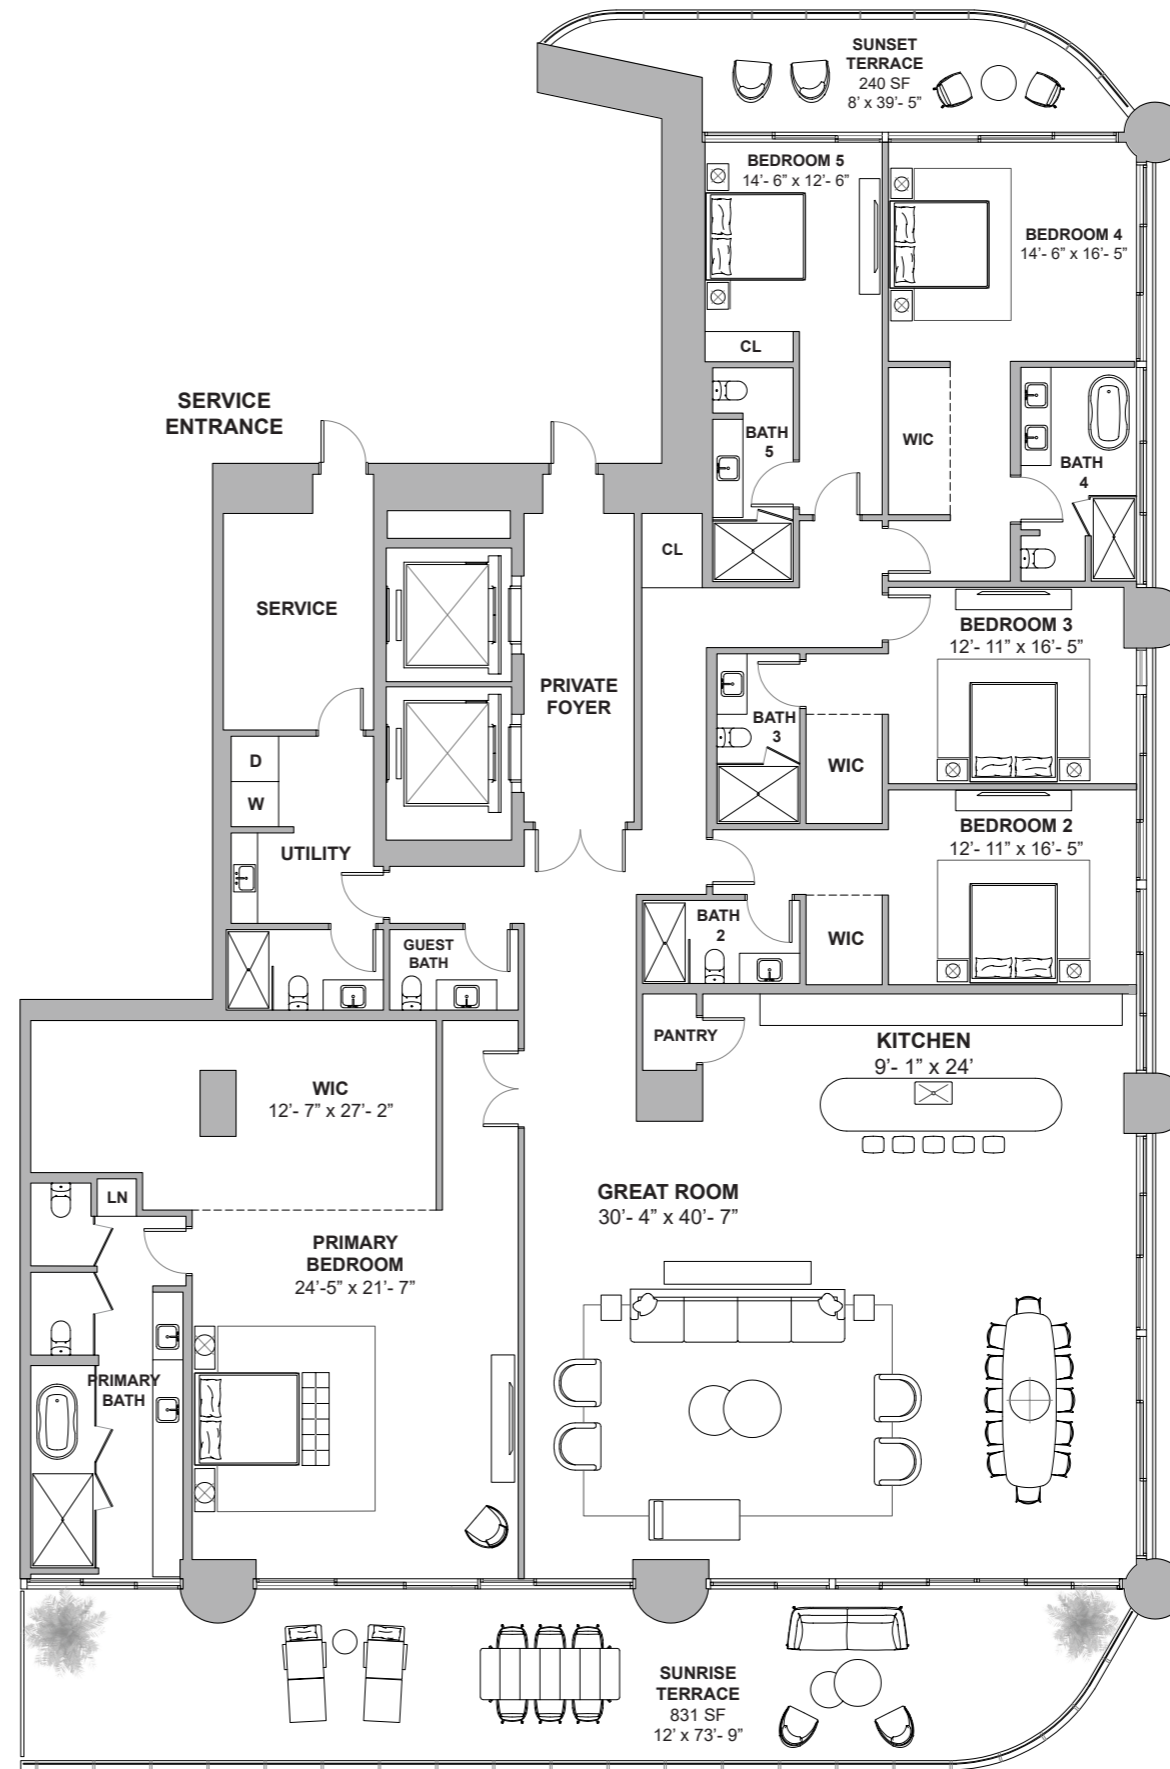 SUNSET
TERRACE
240 SF
8’ x 39’- 5”
BEDROOM 5
14’- 6” x 12’- 6”
BEDROOM 4
14’- 6” x 16’- 5”
CL
SERVICE
ENTRANCE
BATH
5
WIC
BATH
4
CL
SERVICE
BEDROOM 3
12’- 11” x 16’- 5”
PRIVATE
FOYER
BATH
3
WIC
D
W
UTILITY
BEDROOM 2
12’- 11” x 16’- 5”
BATH
2
WIC
GUEST
BATH
PANTRY
KITCHEN
9’- 1” x 24’
WIC
12’- 7” x 27’- 2”
LN
GREAT ROOM
30’- 4” x 40’- 7”
PRIMARY
BEDROOM
24’-5” x 21’- 7”
PRIMARY
BATH
SUNRISE
TERRACE
831 SF
12’ x 73’- 9”